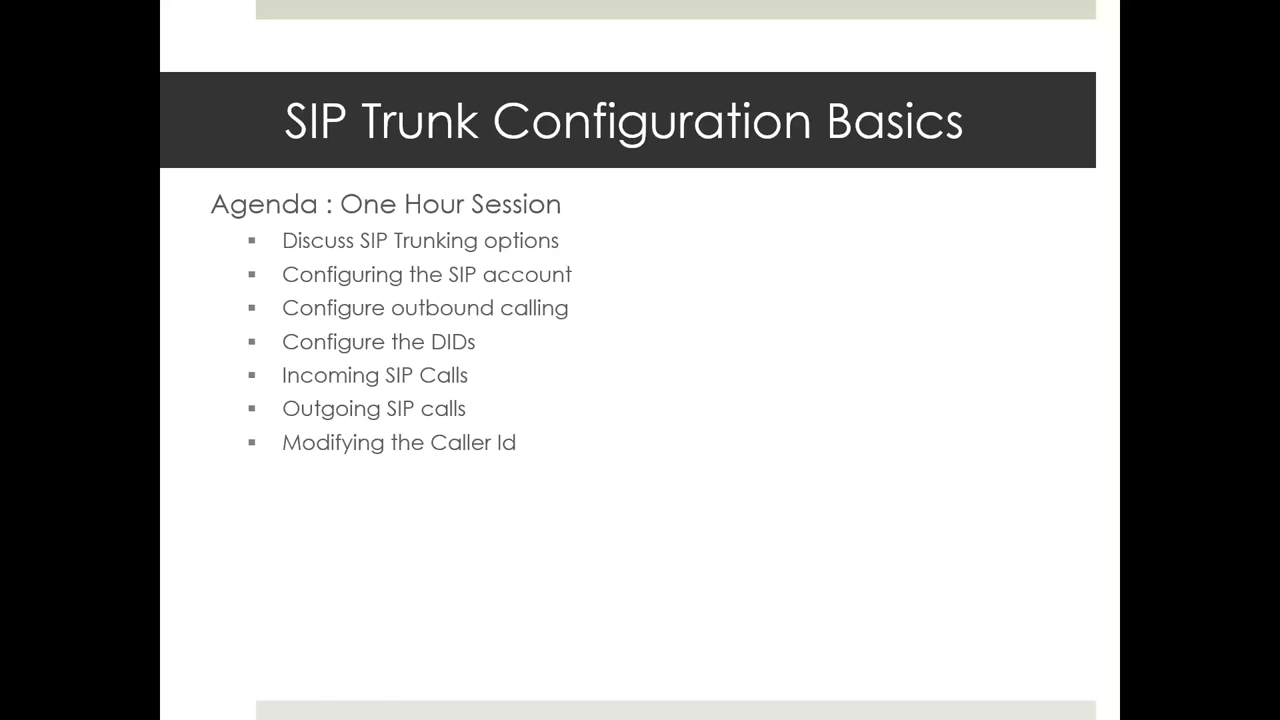 SIP Trunk Configuration Basics
Agenda : One Hour Session
▪ Discuss SIP Trunking options
▪ Configuring the SIP account
▪ Configure outbound calling
▪ Configure the DIDs
▪ Incoming SIP Calls
▪ Outgoing SIP calls
▪ Modifying the Caller Id